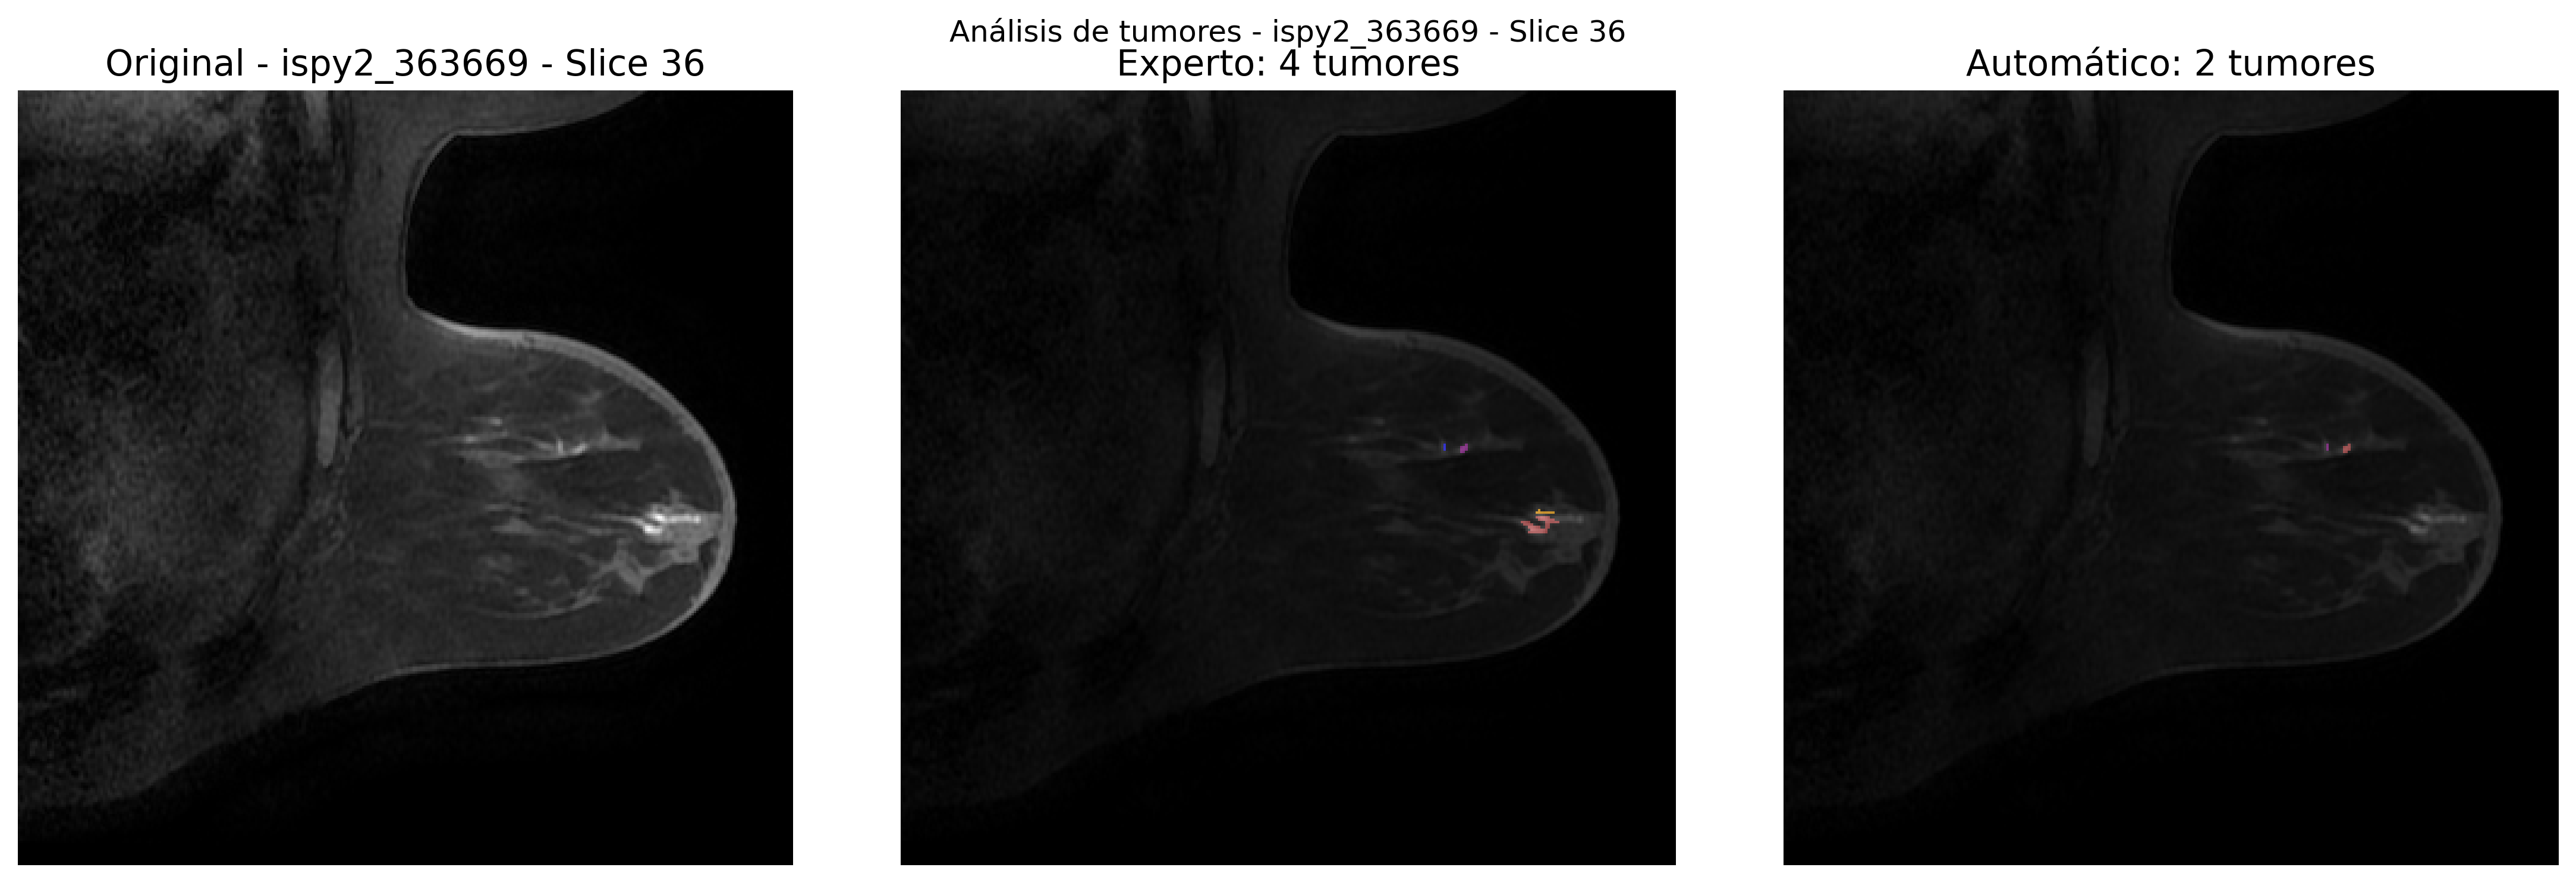 Análisis de tumores - ispy2_363669 - Slice 36
Original - ispy2_363669 - Slice 36
Experto: 4 tumores
Automático: 2 tumores